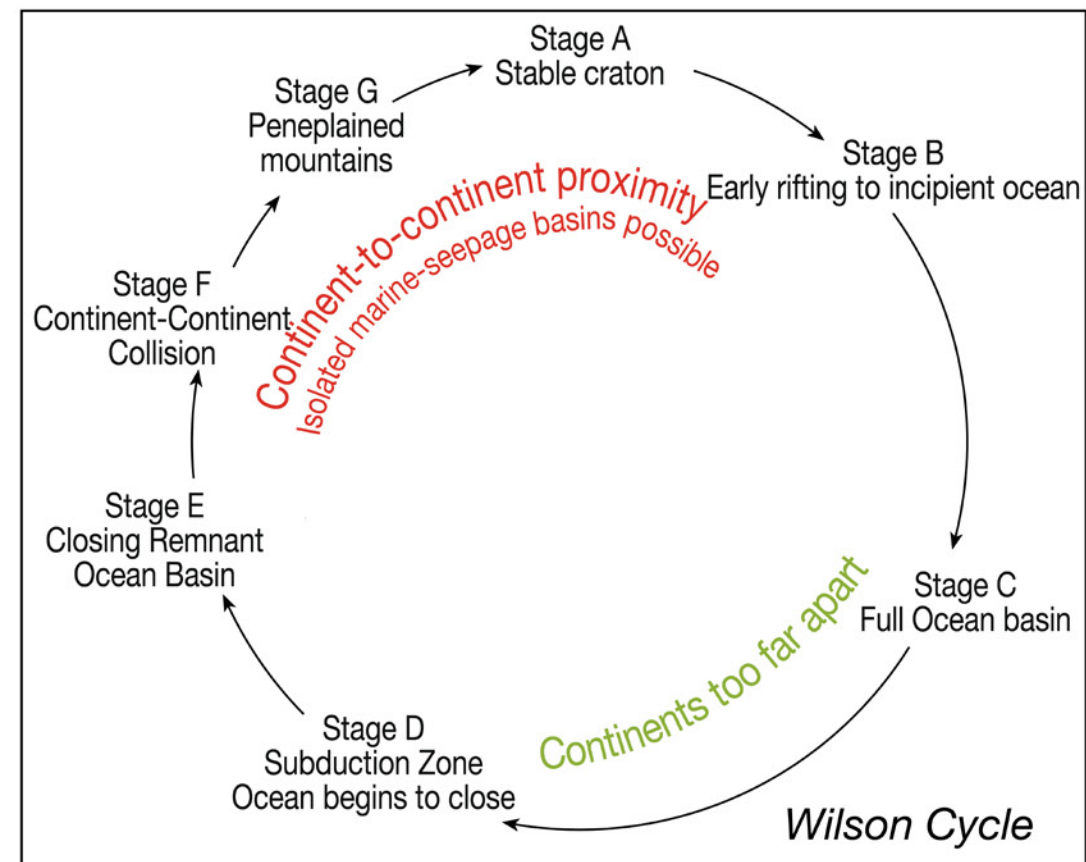 Stage A
Stable craton
Stage B
Early rifting to incipient ocean
Stage C
Full Ocean basin
Stage D
Subduction Zone
Ocean begins to close
Stage E
Closing Remnant
Ocean Basin
Stage F
Continent-Continent
Collision
Stage G
Peneplained
mountains
Continent-to-continent proximity
Isolated marine-seepage basins possible
Continents too far apart
Wilson Cycle